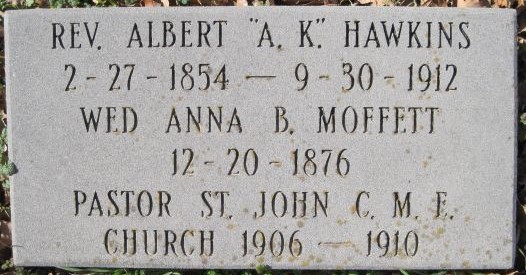 REV. ALBERT "A. K." HAWKINS
2-27-1854 — 9-30-1912
WED ANNA B. MOFFETT
12-20-1876
PASTOR ST. JOHN C. M. E.
CHURCH 1906 — 1910